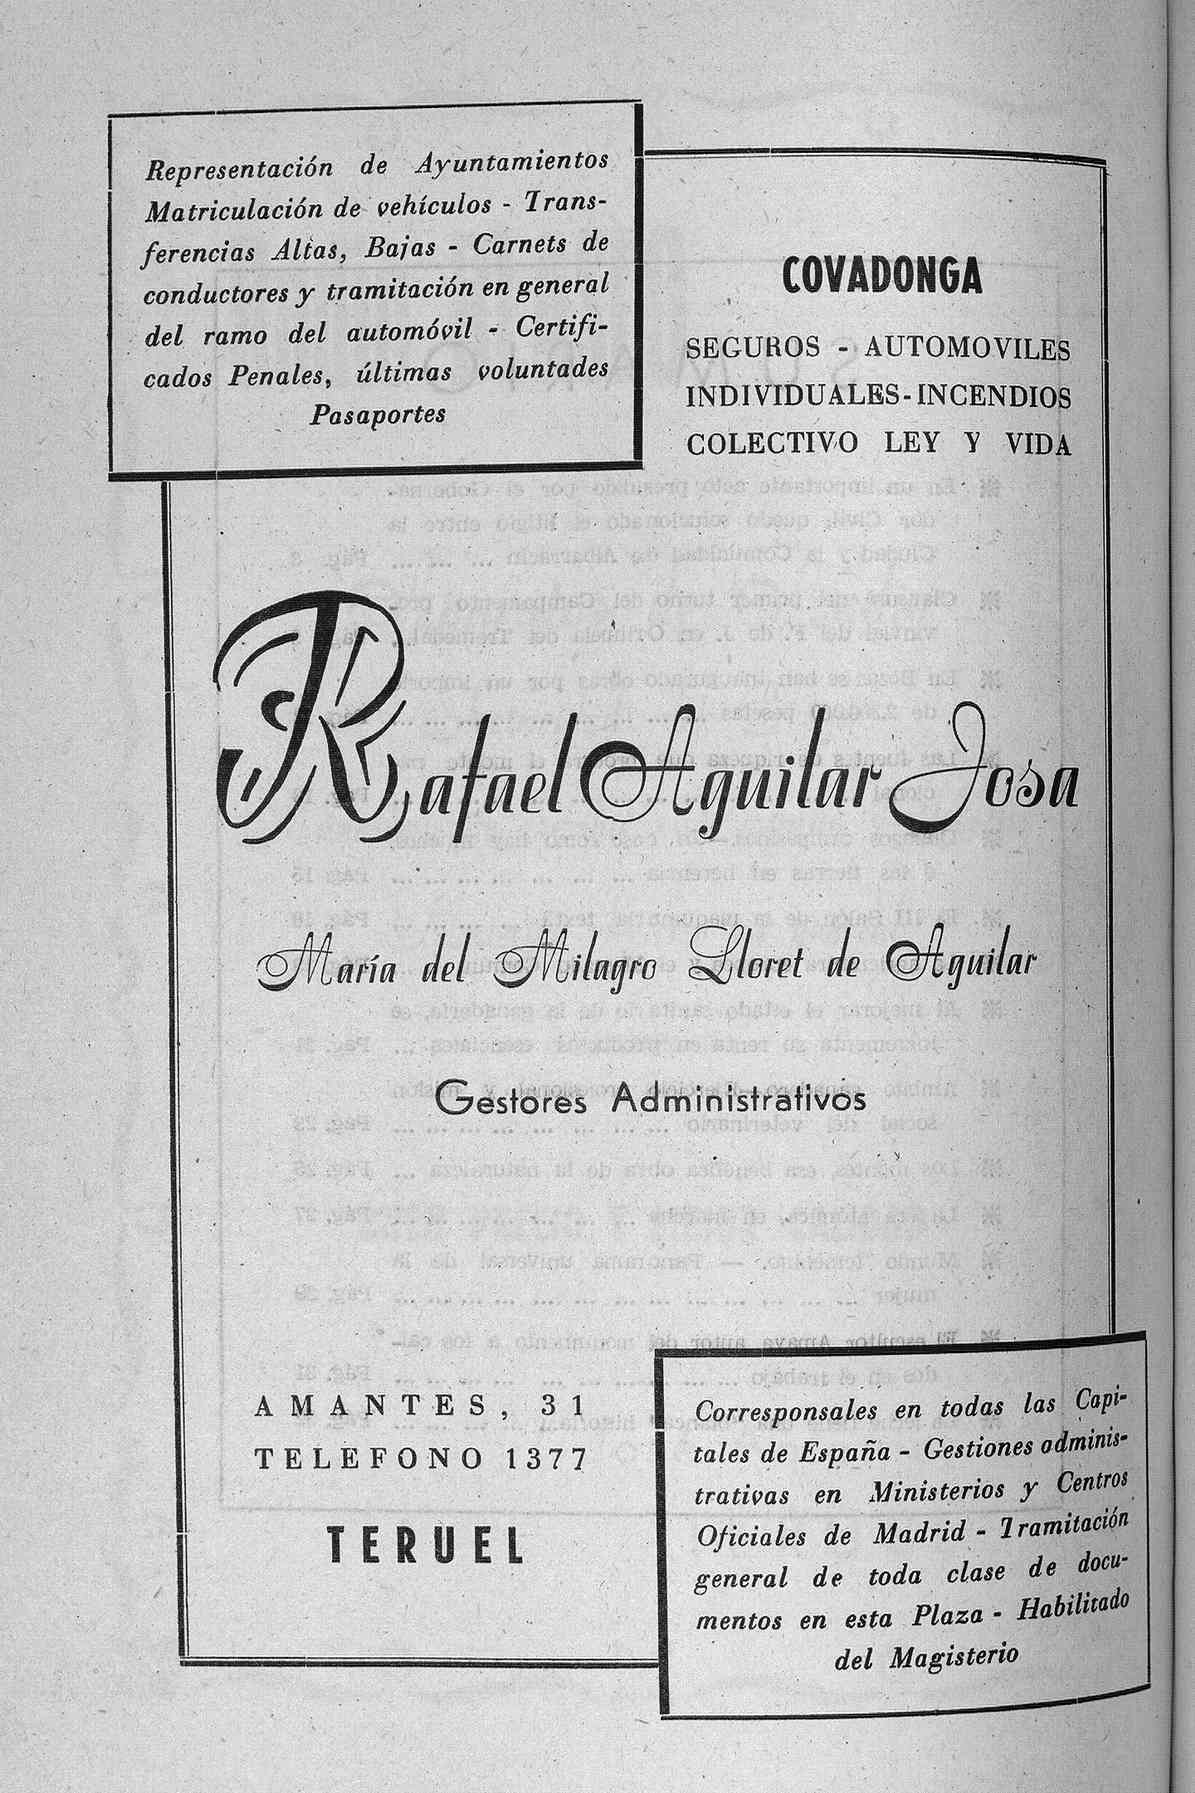 Representación de Ayuntamientos
Matriculación de vehículos - Trans-
ferencias Altas, Bajas - Carnets de
conductores y tramitación en general
del ramo del automóvil - Certifi-
cados Penales, últimas voluntades
Pasaportes
COVADONGA
SEGUROS - AUTOMOVILES
INDIVIDUALES-INCENDIOS
COLECTIVO LEY Y VIDA
Rafael Aguilar Josa
María del Milagro Lloret de Aguilar
Gestores Administrativos
AMANTES, 31
TELEFONO 1377
TERUEL
Corresponsales en todas las Capi-
tales de España - Gestiones adminis-
trativas en Ministerios y Centros
Oficiales de Madrid - Tramitación
general de toda clase de docu-
mentos en esta Plaza - Habilitado
del Magisterio